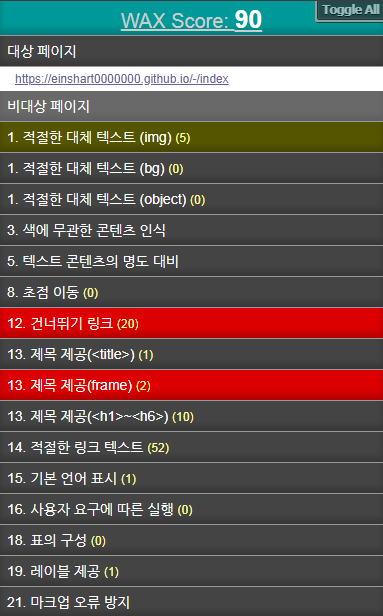 Toggle All
WAX Score: 90
대상 페이지
https://einshart0000000.github.io/-/index
비대상 페이지
1. 적절한 대체 텍스트 (img) (5)
1. 적절한 대체 텍스트 (bg) (0)
1. 적절한 대체 텍스트 (object) (0)
3. 색에 무관한 콘텐츠 인식
5. 텍스트 콘텐츠의 명도 대비
8. 초점 이동 (0)
12. 건너뛰기 링크 (20)
13. 제목 제공(<title>) (1)
13. 제목 제공(frame) (2)
13. 제목 제공(<h1>~<h6>) (10)
14. 적절한 링크 텍스트 (52)
15. 기본 언어 표시 (1)
16. 사용자 요구에 따른 실행 (0)
18. 표의 구성 (0)
19. 레이블 제공 (1)
21. 마크업 오류 방지